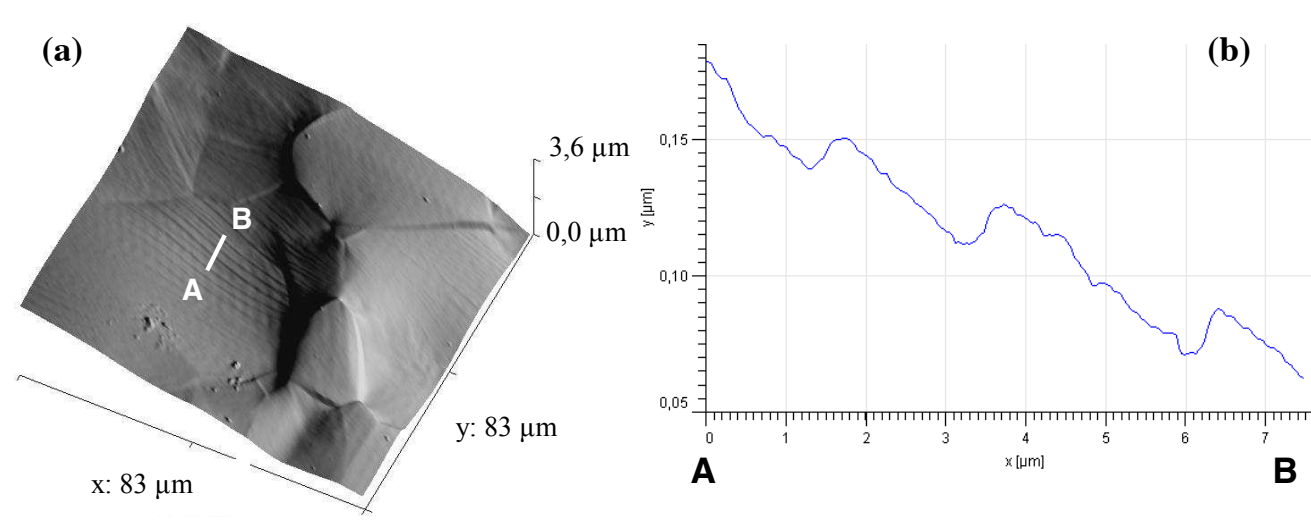 (a)
3,6 µm
0,0 µm
B
A
x: 83 µm
y: 83 µm
(b)
y [µm]
0,15
0,10
0,05
0 1 2 3 4 5 6 7
x [µm]
A B